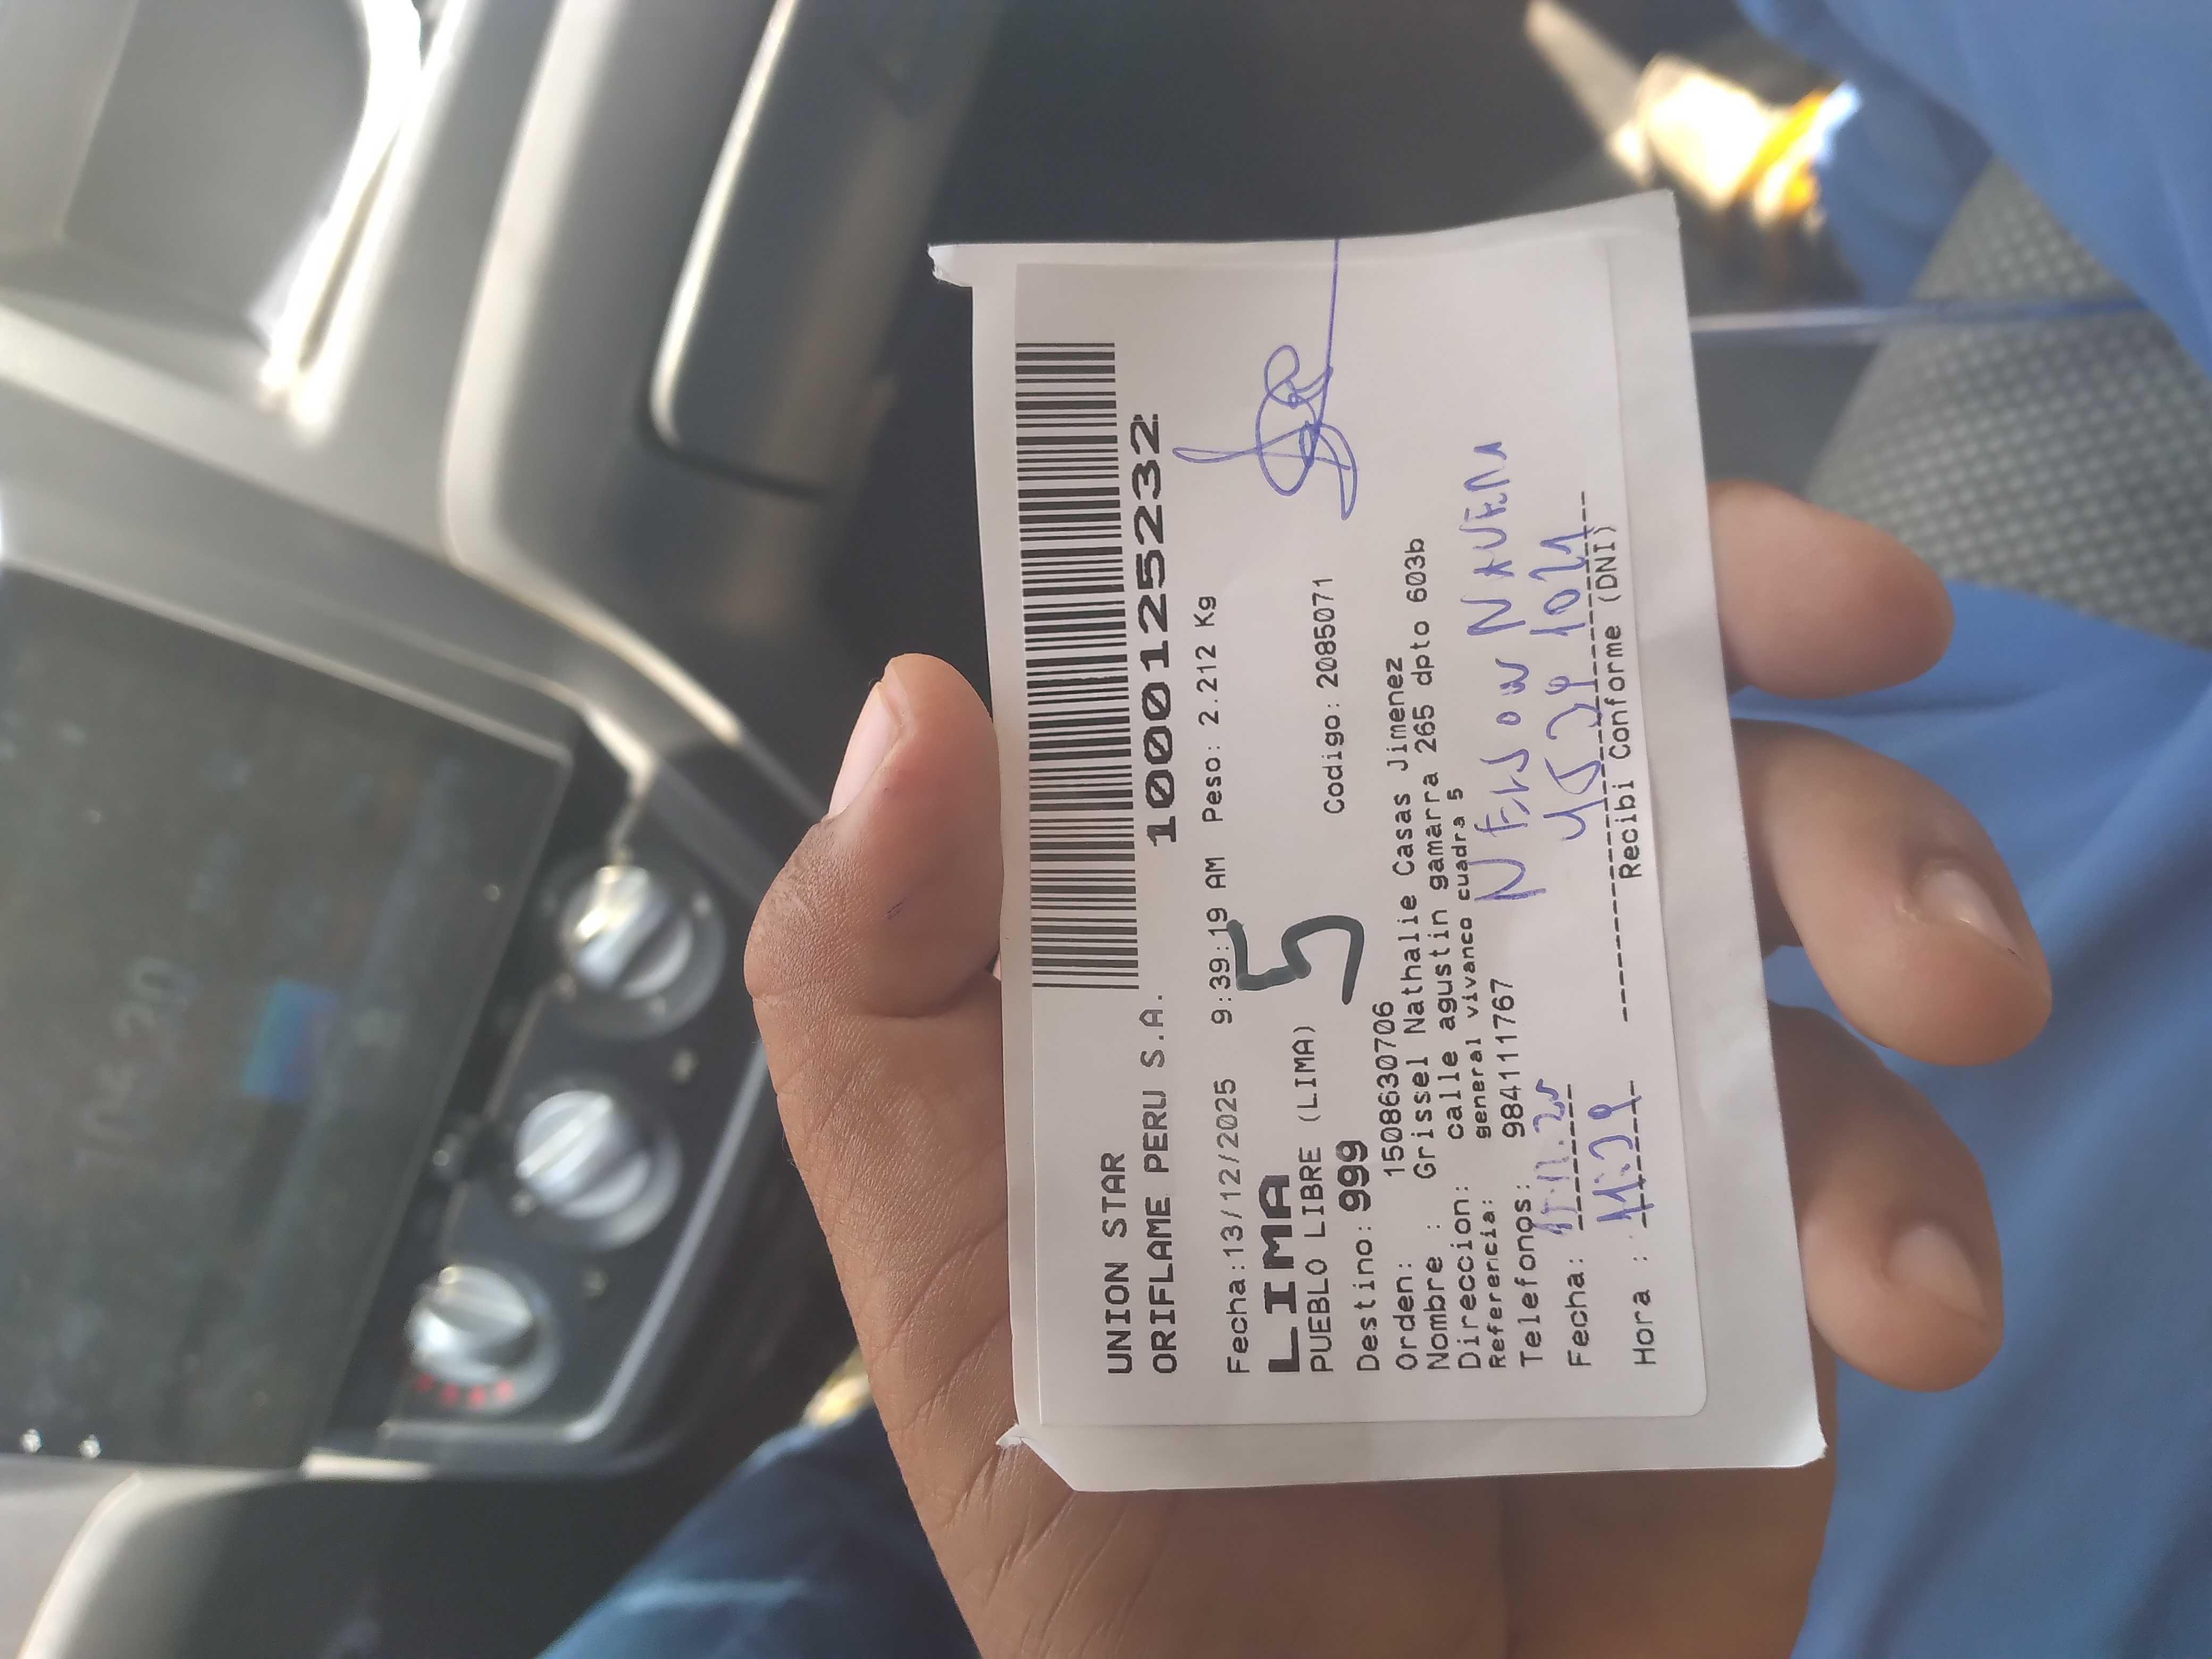 UNION STAR
ORIFLAME PERU S.A.
10001252532
Fecha:13/12/2025 9:39:19 AM Peso: 2.212 Kg
LIMA
5
PUEBLO LIBRE (LIMA)
Destino: 999 Codigo: 2085071
Orden: 1508630706
Nombre : Grissel Nathalie Casas Jimenez
Direccion: calle agustin gamarra 265 dpto 603b
Referencia: general vivanco cuadra 5
Telefonos: 984111767
NELSON
Fecha:
Hora :
Recibi Conforme (DNI)